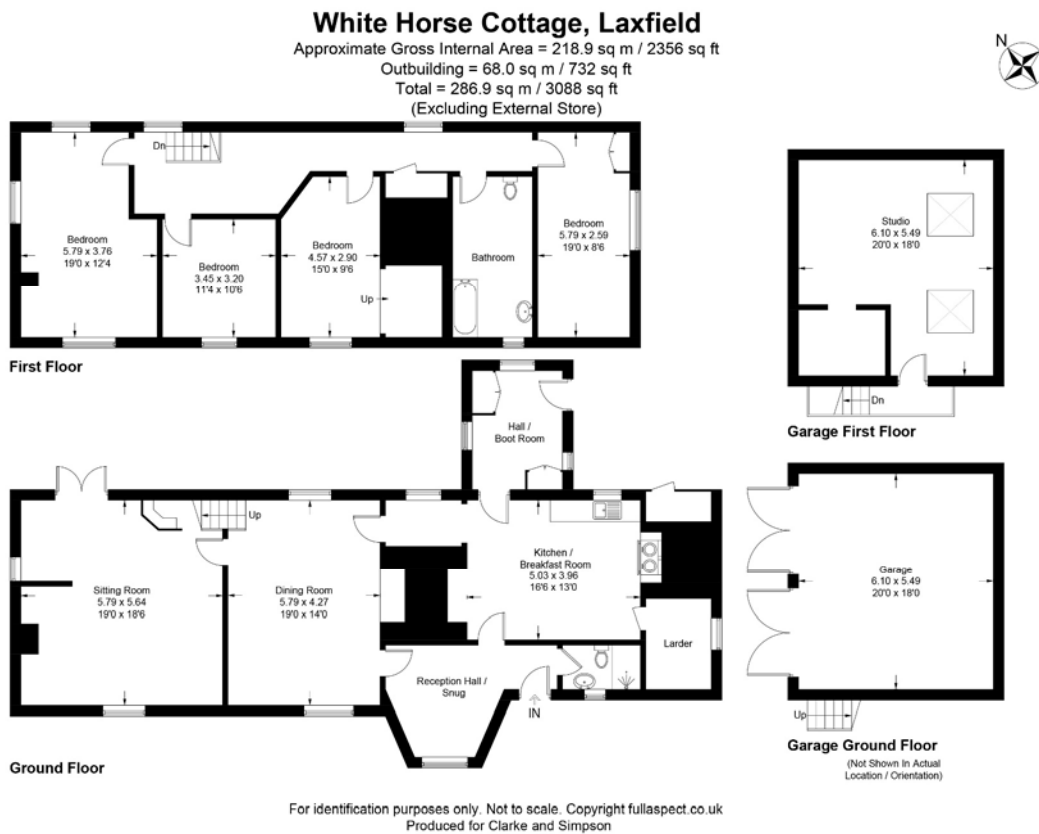 White Horse Cottage, Laxfield
Approximate Gross Internal Area = 218.9 sq m / 2356 sq ft
Outbuilding = 68.0 sq m / 732 sq ft
Total = 286.9 sq m / 3088 sq ft
(Excluding External Store)
N
Dn
Bedroom
5.79 x 3.76
19'0 x 12'4
Bedroom
3.45 x 3.20
11'4 x 10'6
Bedroom
4.57 x 2.90
15'0 x 9'6
Up
Bathroom
Bedroom
5.79 x 2.59
19'0 x 8'6
First Floor
Studio
6.10 x 5.49
20'0 x 18'0
Dn
Garage First Floor
Hall /
Boot Room
Up
Sitting Room
5.79 x 5.64
19'0 x 18'6
Dining Room
5.79 x 4.27
19'0 x 14'0
Kitchen /
Breakfast Room
5.03 x 3.96
16'6 x 13'0
Larder
Reception Hall /
Snug
IN
Ground Floor
Garage
6.10 x 5.49
20'0 x 18'0
Up
Garage Ground Floor
(Not Shown In Actual
Location / Orientation)
For identification purposes only. Not to scale. Copyright fullaspect.co.uk
Produced for Clarke and Simpson